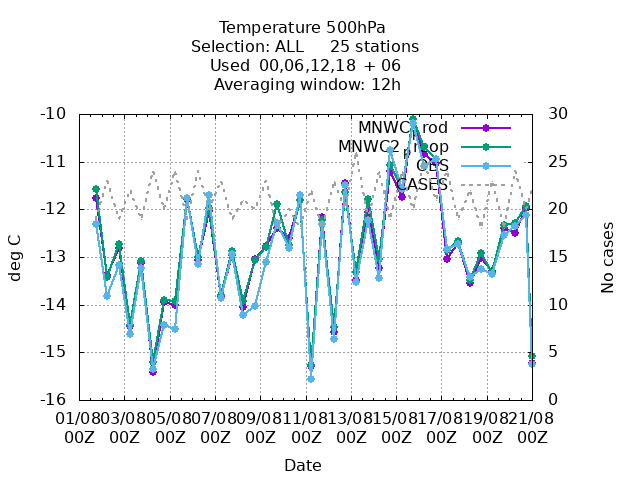 Temperature 500hPa
Selection: ALL 25 stations
Used 00,06,12,18 + 06
Averaging window: 12h
-10
-11
-12
-13
-14
-15
-16
30
25
20
15
10
5
0
deg C
No cases
OBS
CASES
01/08 03/08 05/08 07/08 09/08 11/08 13/08 15/08 17/08 19/08 21/08
00Z 00Z 00Z 00Z 00Z 00Z 00Z 00Z 00Z 00Z 00Z
Date